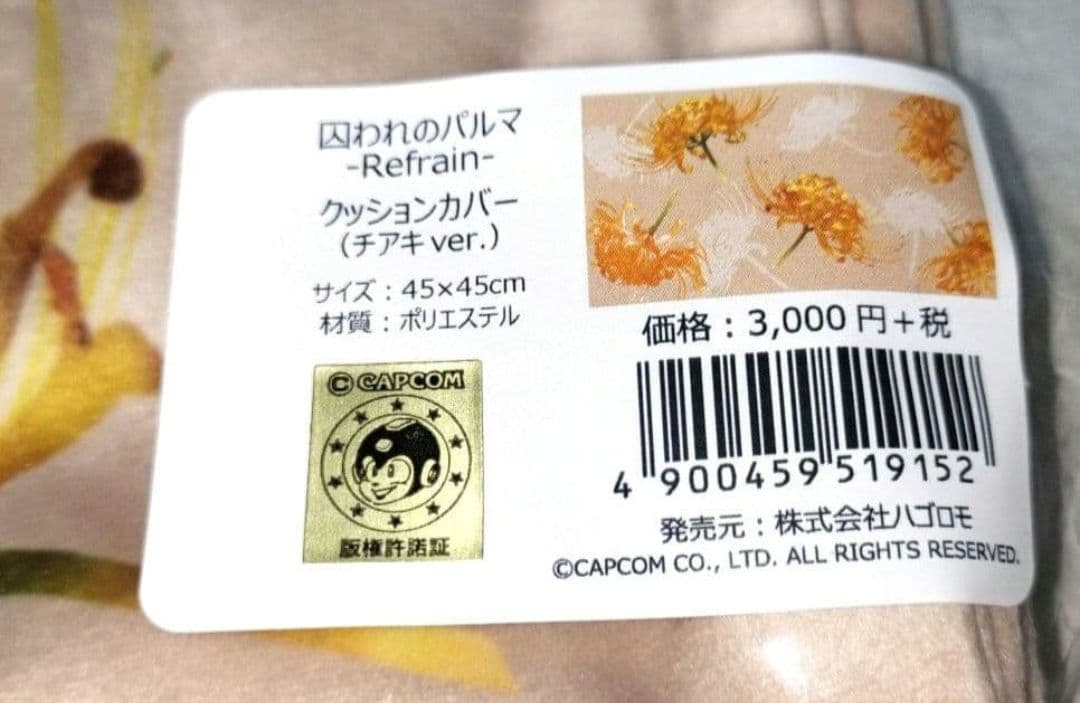 囚われのパルマ
-Refrain-
クッションカバー
（チアキver.）
サイズ：45×45cm
材質：ポリエステル
© CAPCOM
版権許諾証
価格：3,000円+税
4 900459 519152
発売元：株式会社ハゴロモ
©CAPCOM CO., LTD. ALL RIGHTS RESERVED.